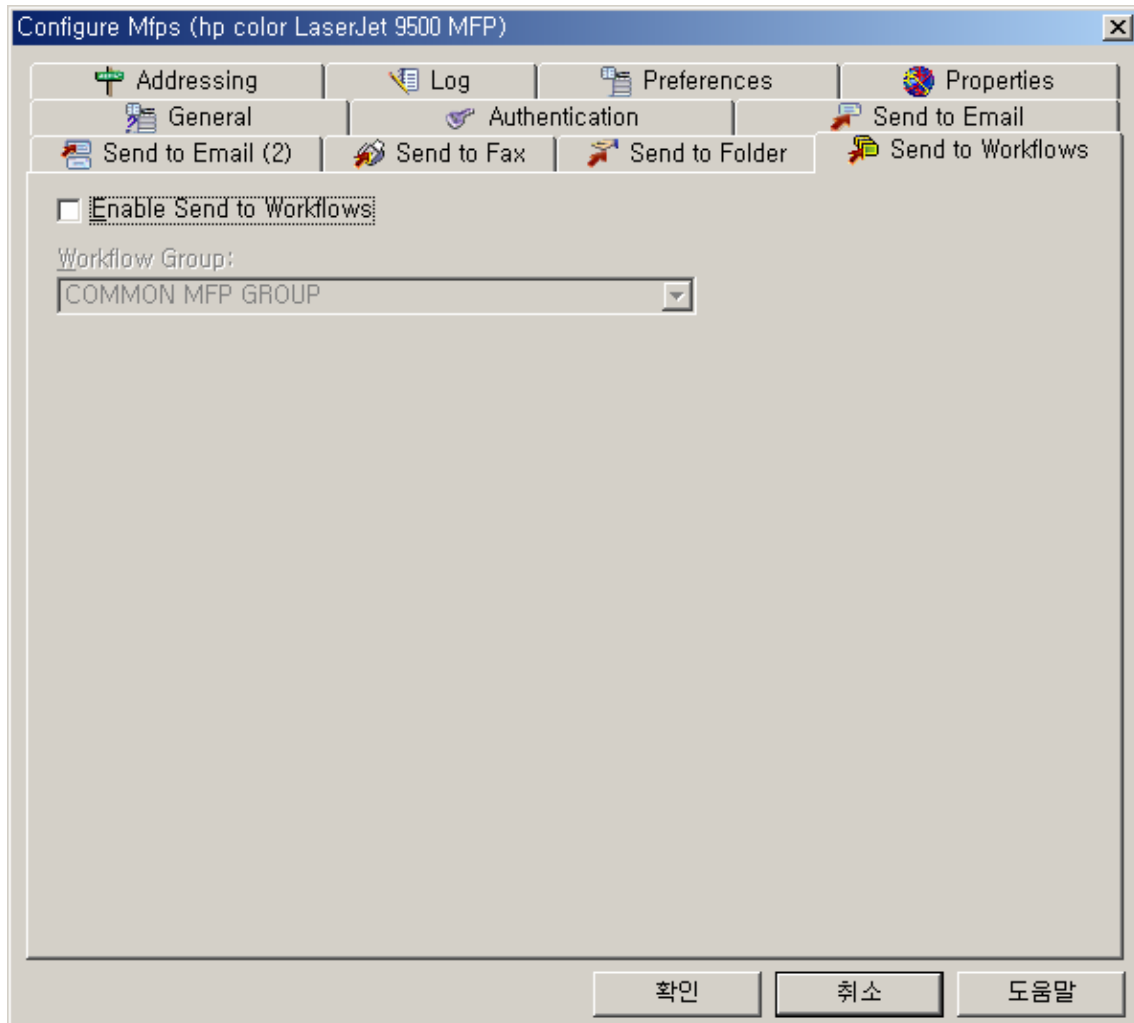 Configure Mfps (hp color LaserJet 9500 MFP)
Addressing Log Preferences Properties
General Authentication Send to Email
Send to Email (2) Send to Fax Send to Folder Send to Workflows
Enable Send to Workflows
Workflow Group:
COMMON MFP GROUP
확인 취소 도움말